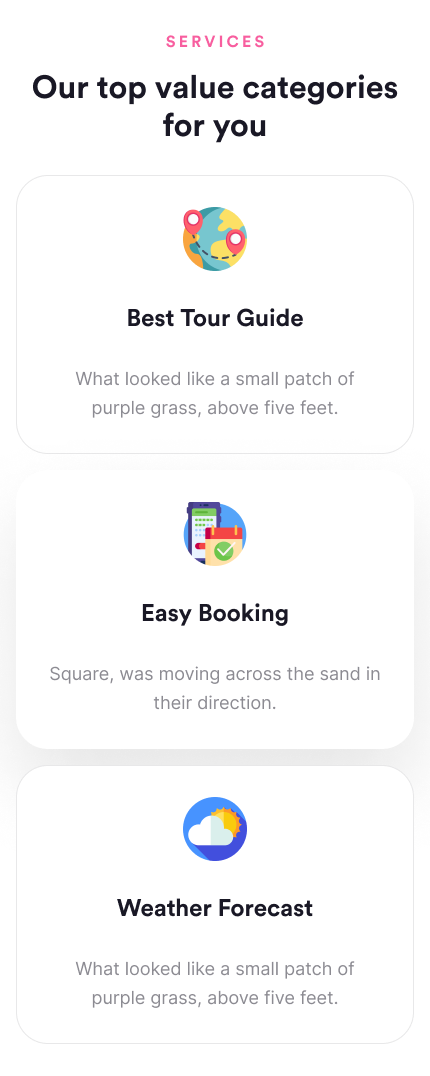 SERVICES
Our top value categories
for you
Best Tour Guide
What looked like a small patch of
purple grass, above five feet.
Easy Booking
Square, was moving across the sand in
their direction.
Weather Forecast
What looked like a small patch of
purple grass, above five feet.